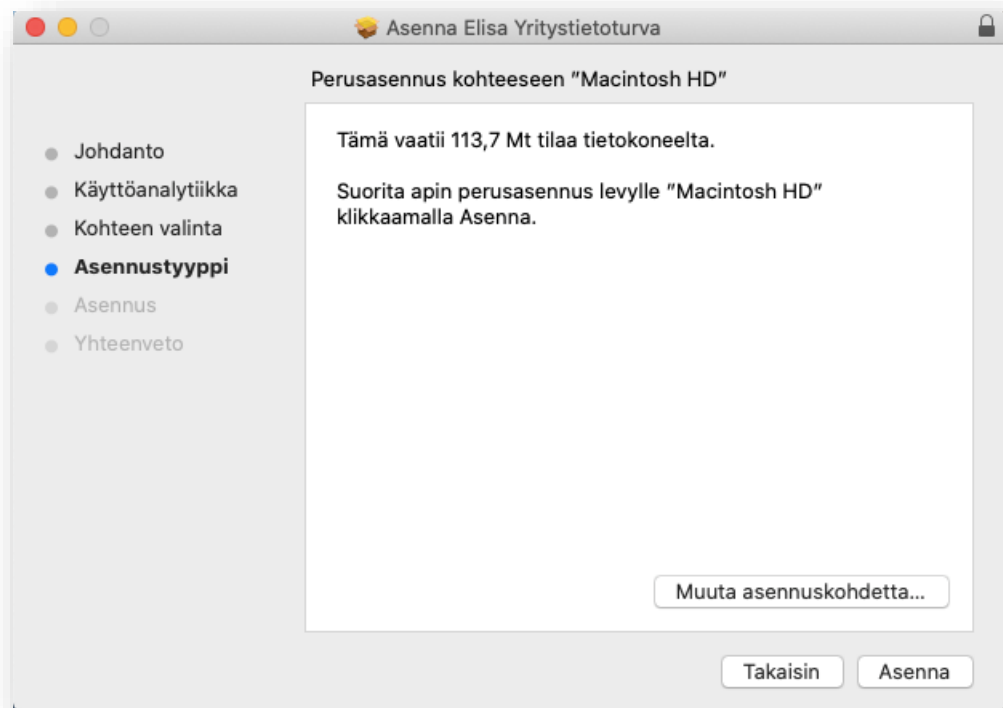 Asenna Elisa Yritystietoturva
Perusasennus kohteeseen ”Macintosh HD”
Johdanto
Käyttöanalytiikka
Kohteen valinta
Asennustyyppi
Asennus
Yhteenveto
Tämä vaatii 113,7 Mt tilaa tietokoneelta.
Suorita apin perusasennus levylle ”Macintosh HD”
klikkaamalla Asenna.
Muuta asennuskohdetta...
Takaisin
Asenna